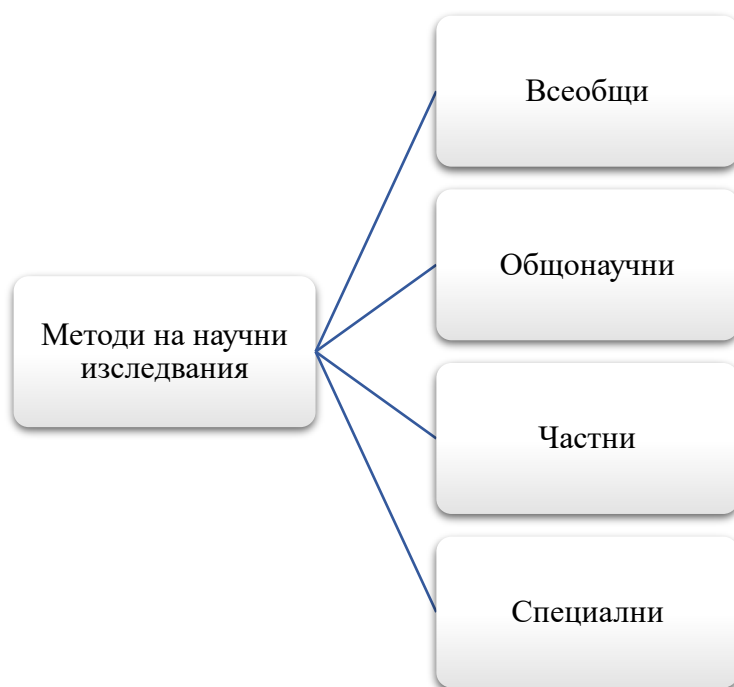 Всеобщи
Общонаучни
Методи на научни
изследвания
Частни
Специални